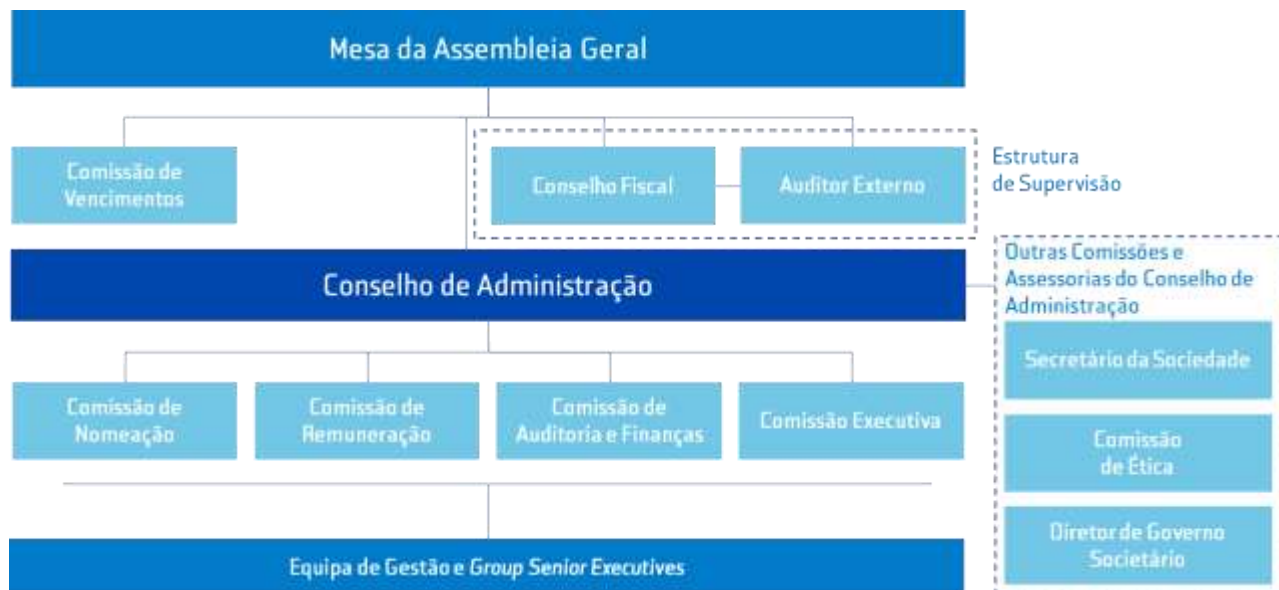 Mesa da Assembleia Geral
Comissão de
Vencimentos
Conselho Fiscal
Auditor Externo
Estrutura
de Supervisão
Conselho de Administração
Outras Comissões e
Assessorias do Conselho de
Administração
Secretário da Sociedade
Comissão
de Ética
Diretor de Governo
Societário
Comissão de
Nomeação
Comissão de
Remuneração
Comissão de
Auditoria e Finanças
Comissão Executiva
Equipa de Gestão e Group Senior Executives